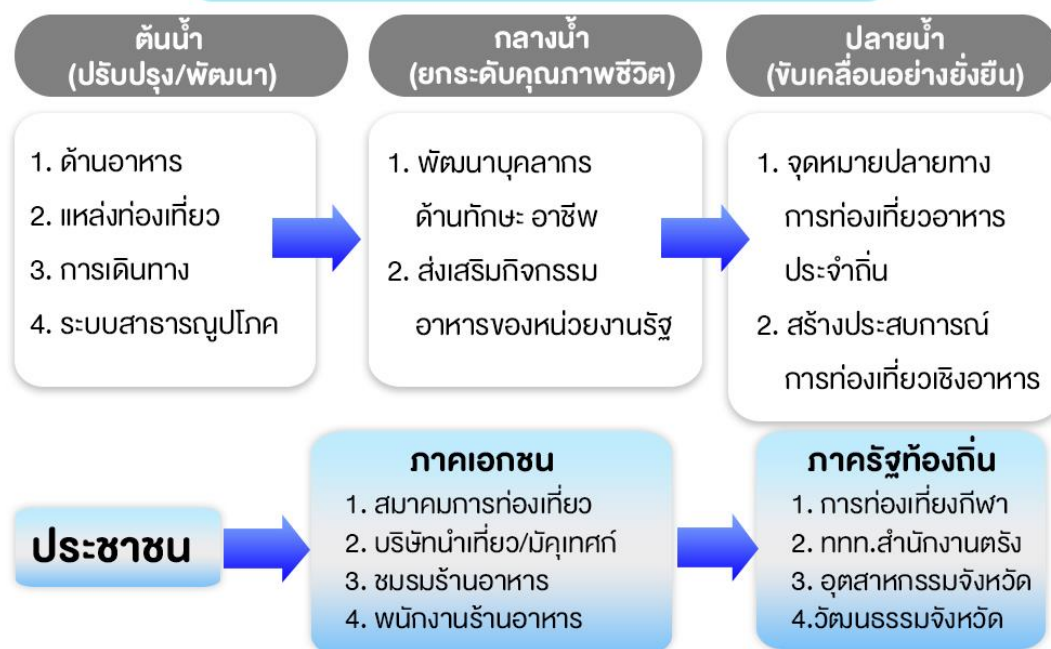 ต้นน้ำ
(ปรับปรุง/พัฒนา)
1. ด้านอาหาร
2. แหล่งท่องเที่ยว
3. การเดินทาง
4. ระบบสาธารณูปโภค
กลางน้ำ
(ยกระดับคุณภาพชีวิต)
1. พัฒนาบุคลากร
ด้านทักษะ อาชีพ
2. ส่งเสริมกิจกรรม
อาหารของหน่วยงานรัฐ
ปลายน้ำ
(ขับเคลื่อนอย่างยั่งยืน)
1. จุดหมายปลายทาง
การท่องเที่ยวอาหาร
ประจำถิ่น
2. สร้างประสบการณ์
การท่องเที่ยวเชิงอาหาร
ประชาชน
ภาคเอกชน
1. สมาคมการท่องเที่ยว
2. บริษัทนำเที่ยว/มัคุเทศก์
3. ชมรมร้านอาหาร
4. พนักงานร้านอาหาร
ภาครัฐท้องถิ่น
1. การท่องเที่ยงกีฬา
2. ททท.สำนักงานตรัง
3. อุตสาหกรรมจังหวัด
4.วัฒนธรรมจังหวัด